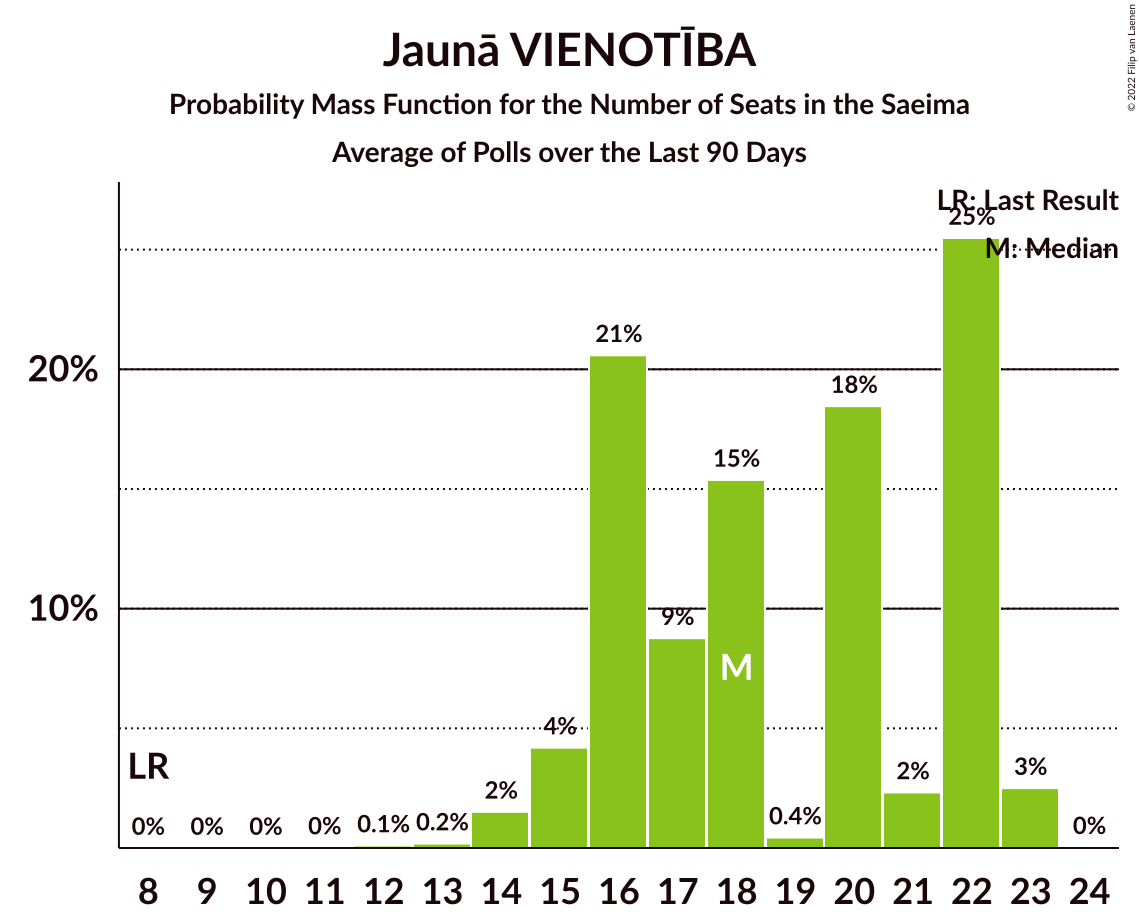 Jaunā VIENOTĪBA
Probability Mass Function for the Number of Seats in the Saeima
Average of Polls over the Last 90 Days
© 2022 Filip van Laenen
LR: Last Result
M: Median
25%
21%
20%
18%
15%
10%
9%
M
4%
LR
2%
2%
3%
0% 0% 0% 0% 0.1% 0.2% 0.4% 0%
8 9 10 11 12 13 14 15 16 17 18 19 20 21 22 23 24